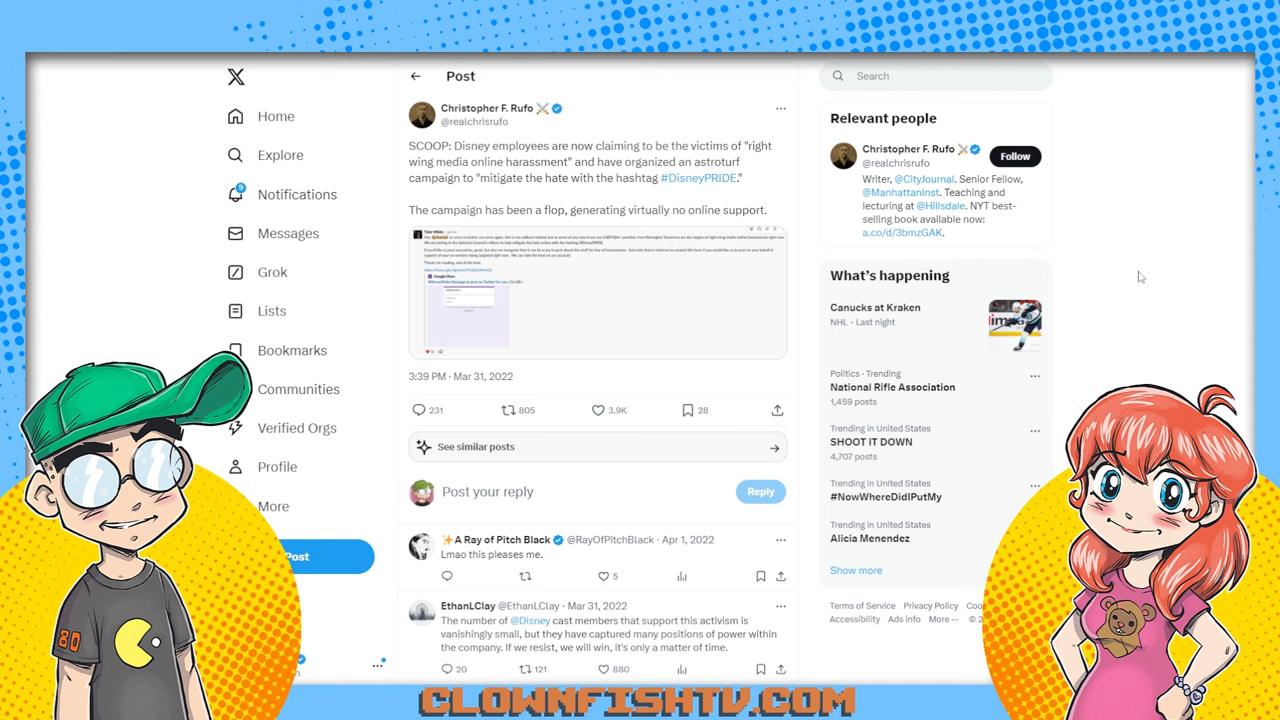 Post
Search
Home
Explore
9
Notifications
Messages
Grok
Lists
Bookmarks
Communities
Verified Orgs
Profile
More
Post
Christopher F. Rufo
@realchrisrufo
SCOOP: Disney employees are now claiming to be the victims of "right
wing media online harassment" and have organized an astroturf
campaign to "mitigate the hate with the hashtag #DisneyPRIDE."
The campaign has been a flop, generating virtually no online support.
Google Docs
3:39 PM · Mar 31, 2022
231
805
3.9K
28
See similar posts
Post your reply
Reply
A Ray of Pitch Black @RayOfPitchBlack · Apr 1, 2022
Lmao this pleases me.
5
EthanLClay @EthanLClay · Mar 31, 2022
The number of @Disney cast members that support this activism is
vanishingly small, but they have captured many positions of power within
the company. If we resist, we will win, it's only a matter of time.
20
121
880
Relevant people
Christopher F. Rufo
@realchrisrufo
Follow
Writer, @CityJournal. Senior Fellow,
@ManhattanInst. Teaching and
lecturing at @Hillsdale. NYT best-
selling book available now:
a.co/d/3bmzGAK.
What's happening
Canucks at Kraken
NHL · Last night
Politics · Trending
National Rifle Association
1,459 posts
Trending in United States
SHOOT IT DOWN
4,707 posts
Trending in United States
#NowWhereDidIPutMy
Trending in United States
Alicia Menendez
Show more
Terms of Service Privacy Policy Coo
Accessibility Ads info More ··· © 2
80
CLOWNFISHTV.COM